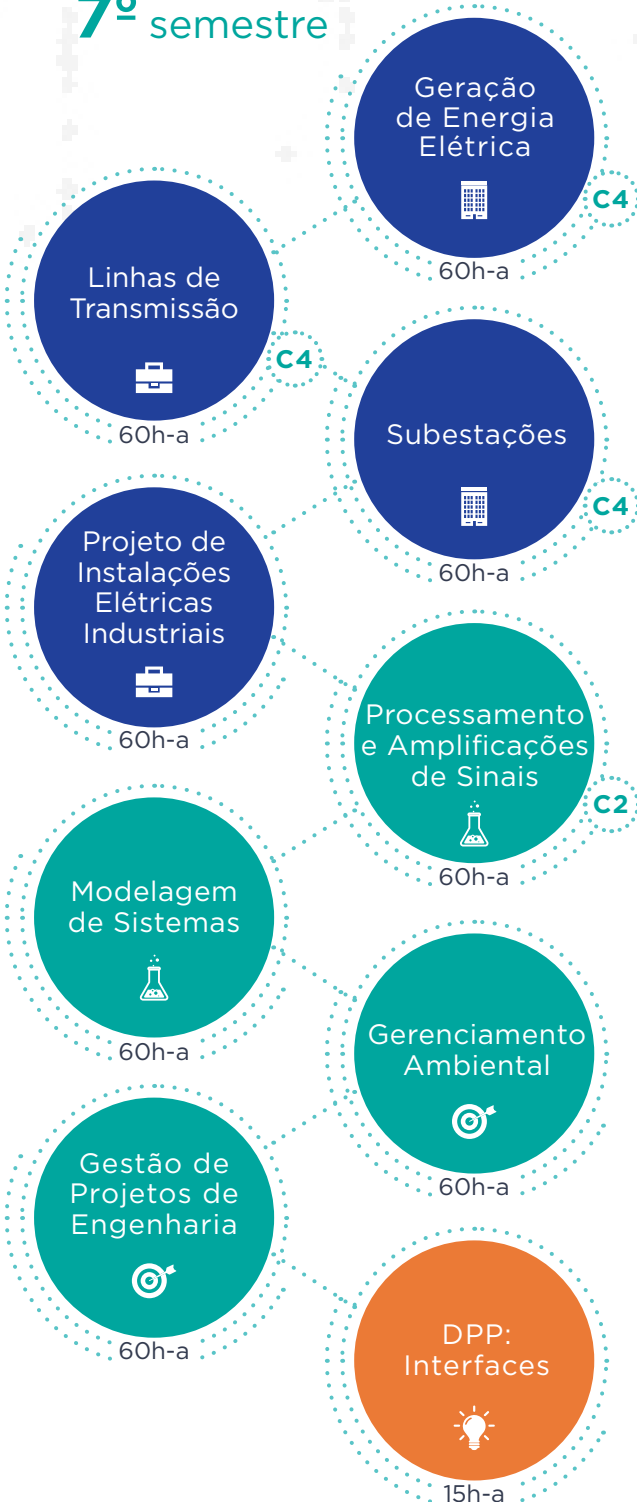 7º semestre
Geração
de Energia
Elétrica
C4
60h-a
Linhas de
Transmissão
C4
60h-a
Subestações
C4
60h-a
Projeto de
Instalações
Elétricas
Industriais
60h-a
Processamento
e Amplificações
de Sinais
C2
60h-a
Modelagem
de Sistemas
60h-a
Gerenciamento
Ambiental
60h-a
Gestão de
Projetos de
Engenharia
60h-a
DPP:
Interfaces
15h-a